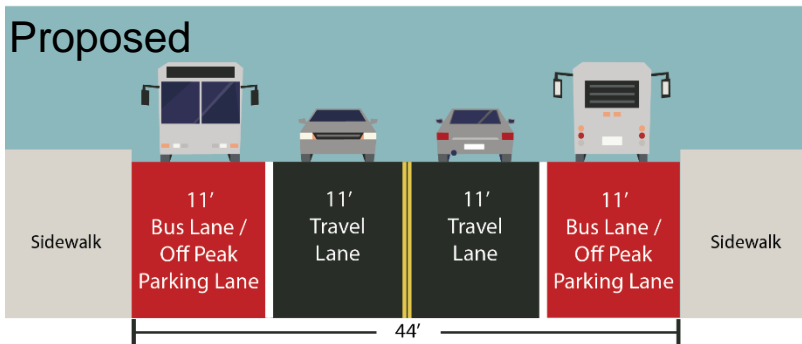 Proposed
Sidewalk
11′
Bus Lane /
Off Peak
Parking Lane
11′
Travel
Lane
11′
Travel
Lane
11′
Bus Lane /
Off Peak
Parking Lane
Sidewalk
44′